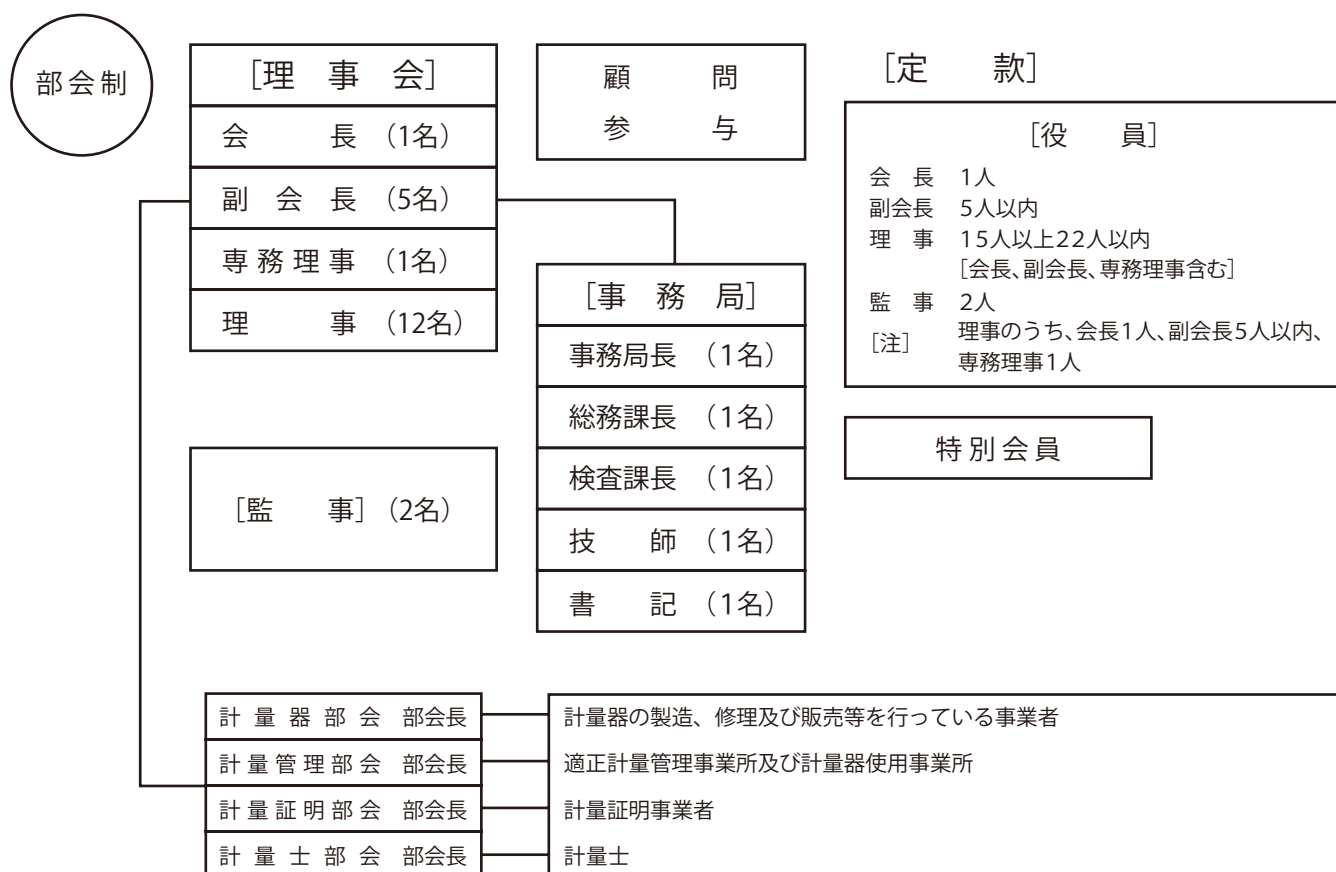 部会制
［理事会］
会長（1名）
副会長（5名）
専務理事（1名）
理事（12名）
［監事］（2名）
顧問
参与
［事務局］
事務局長（1名）
総務課長（1名）
検査課長（1名）
技師（1名）
書記（1名）
［定款］
［役員］
会長 1人
副会長 5人以内
理事 15人以上22人以内
［会長、副会長、専務理事含む］
監事 2人
［注］ 理事のうち、会長1人、副会長5人以内、
専務理事1人
特別会員
計量器部会 部会長 計量器の製造、修理及び販売等を行っている事業者
計量管理部会 部会長 適正計量管理事業所及び計量器使用事業所
計量証明部会 部会長 計量証明事業者
計量士部会 部会長 計量士